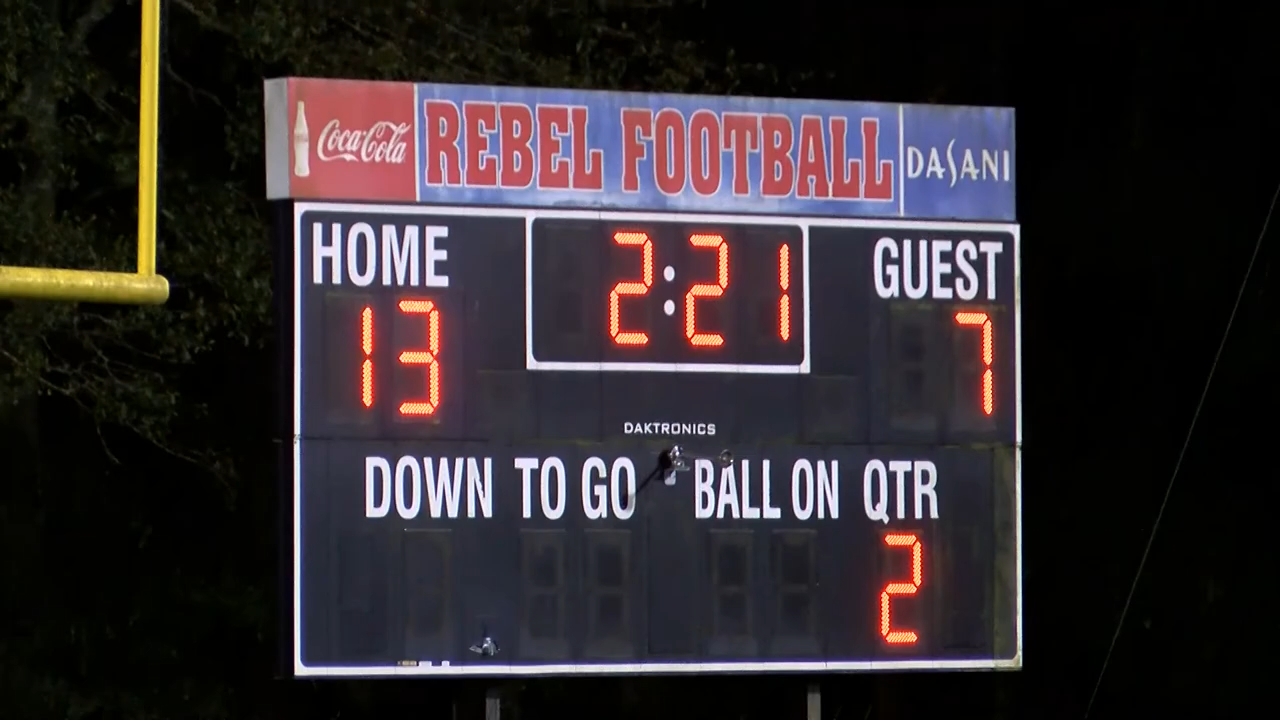 Coca-Cola REBEL FOOTBALL DASANI
HOME 2:21 GUEST
13 7
DAKTRONICS
DOWN TO GO BALL ON QTR
2